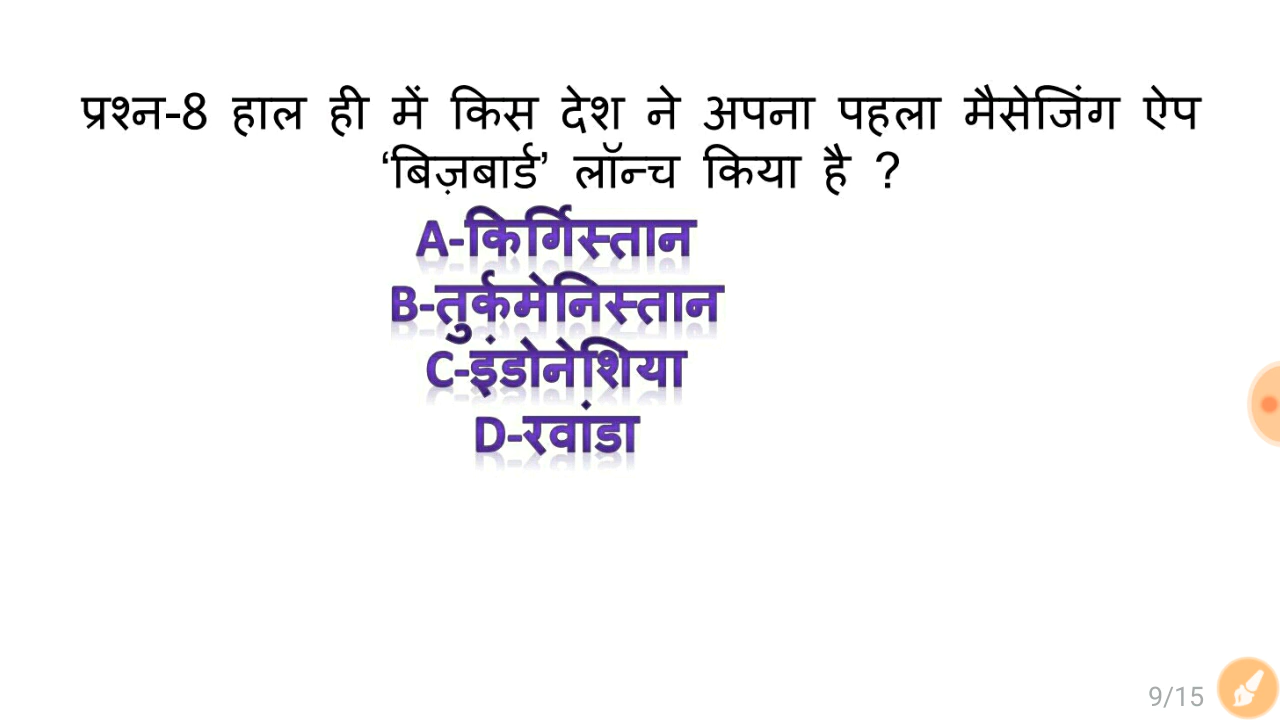 प्रश्न-8 हाल ही में किस देश ने अपना पहला मैसेजिंग ऐप
‘बिज़बार्ड’ लॉन्च किया है ?
A-किर्गिस्तान
B-तुर्कमेनिस्तान
C-इंडोनेशिया
D-रवांडा
9/15